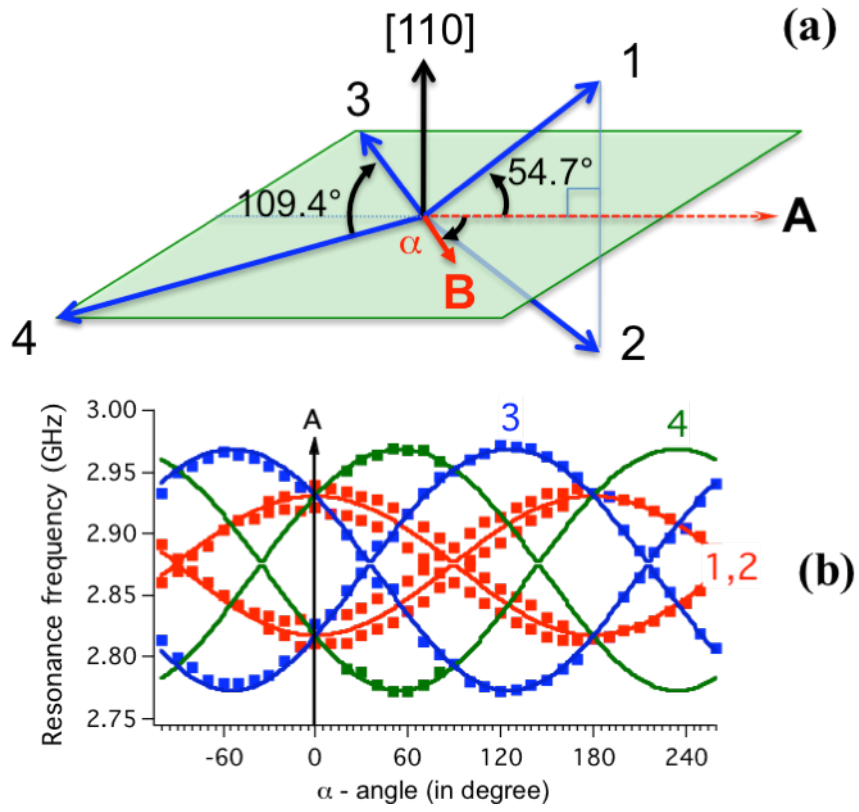 (a)
[110]
1
3
54.7°
109.4°
A
α
B
4
2
Resonance frequency (GHz)
3.00
2.95
2.90
2.85
2.80
2.75
A
3
4
1,2
(b)
-60 0 60 120 180 240
α - angle (in degree)